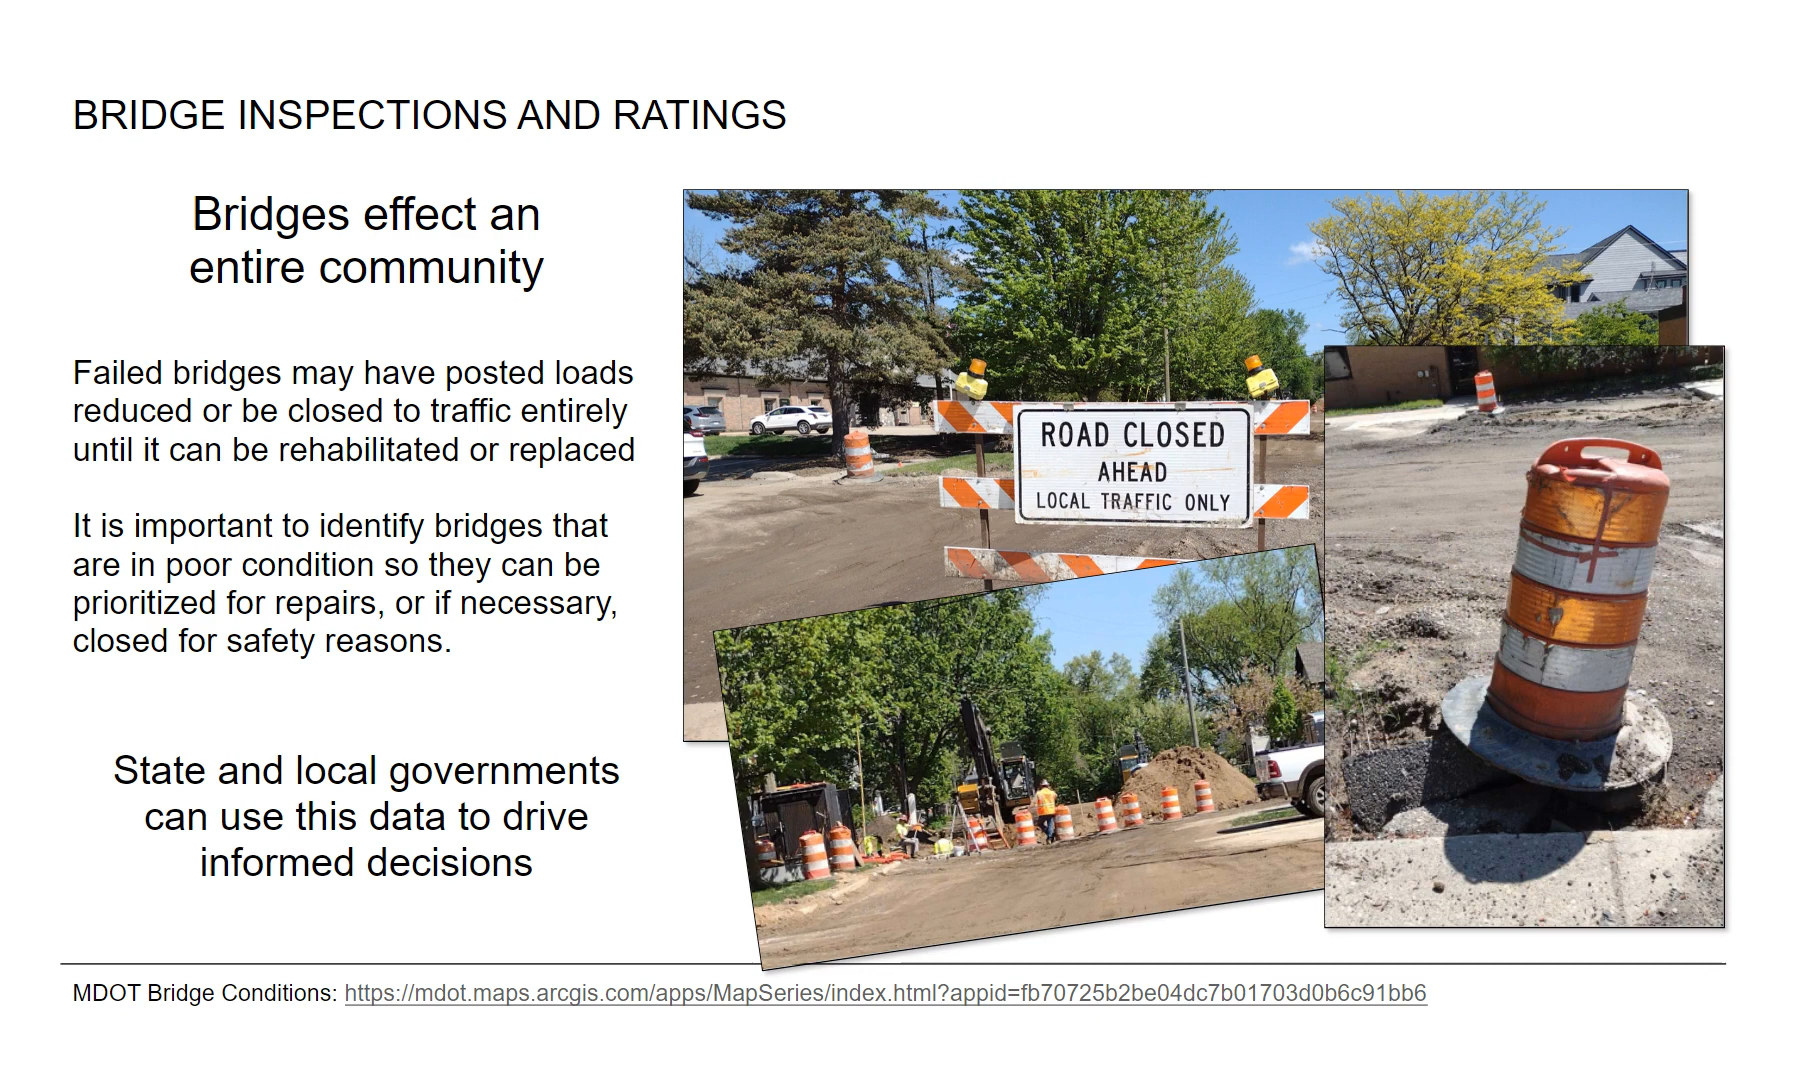 BRIDGE INSPECTIONS AND RATINGS
Bridges effect an
entire community
Failed bridges may have posted loads
reduced or be closed to traffic entirely
until it can be rehabilitated or replaced
It is important to identify bridges that
are in poor condition so they can be
prioritized for repairs, or if necessary,
closed for safety reasons.
State and local governments
can use this data to drive
informed decisions
ROAD CLOSED
AHEAD
LOCAL TRAFFIC ONLY
MDOT Bridge Conditions: https://mdot.maps.arcgis.com/apps/MapSeries/index.html?appid=fb70725b2be04dc7b01703d0b6c91bb6